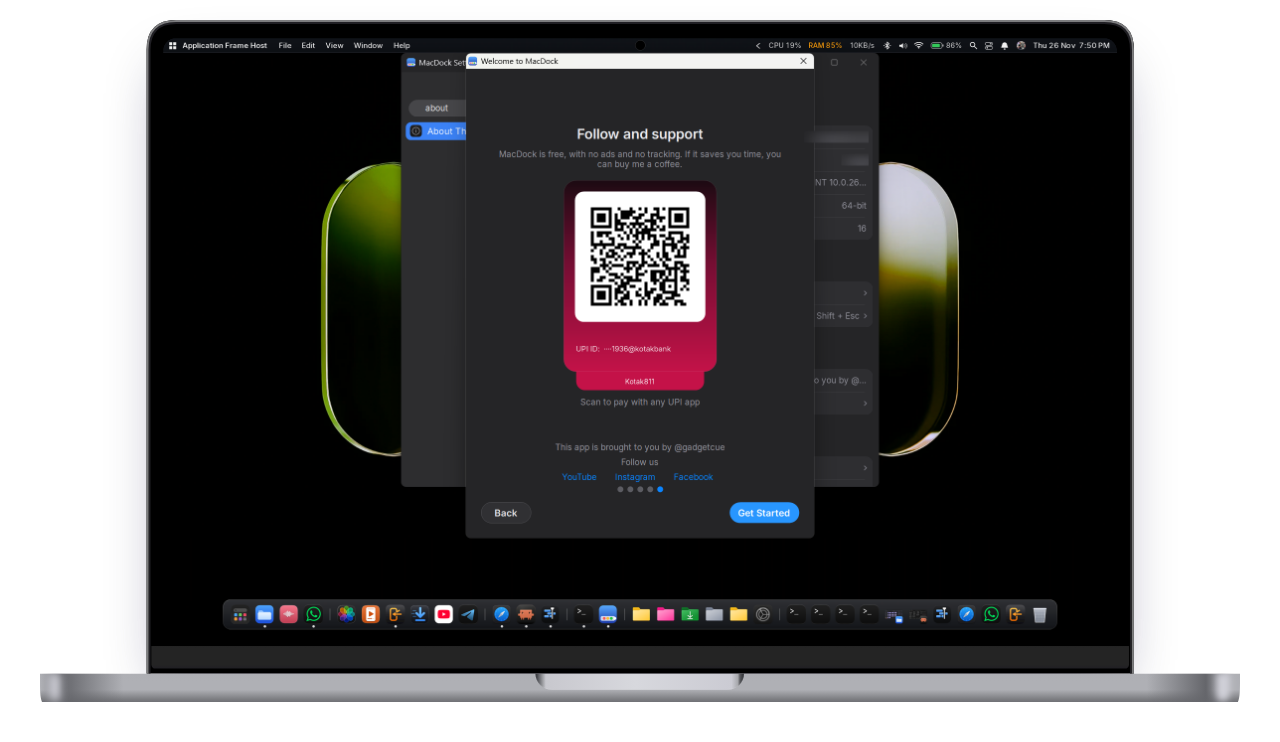 Application Frame Host File Edit View Window Help
CPU 19% RAM 85% 10KB/s 86% Thu 26 Nov 7:50 PM
MacDock Set
Welcome to MacDock
about
About Th
Follow and support
MacDock is free, with no ads and no tracking. If it saves you time, you
can buy me a coffee.
NT 10.0.26...
64-bit
16
Shift + Esc
UPI ID: ····1936@kotakbank
Kotak811
o you by @...
Scan to pay with any UPI app
This app is brought to you by @gadgetcue
Follow us
YouTube Instagram Facebook
Back
Get Started